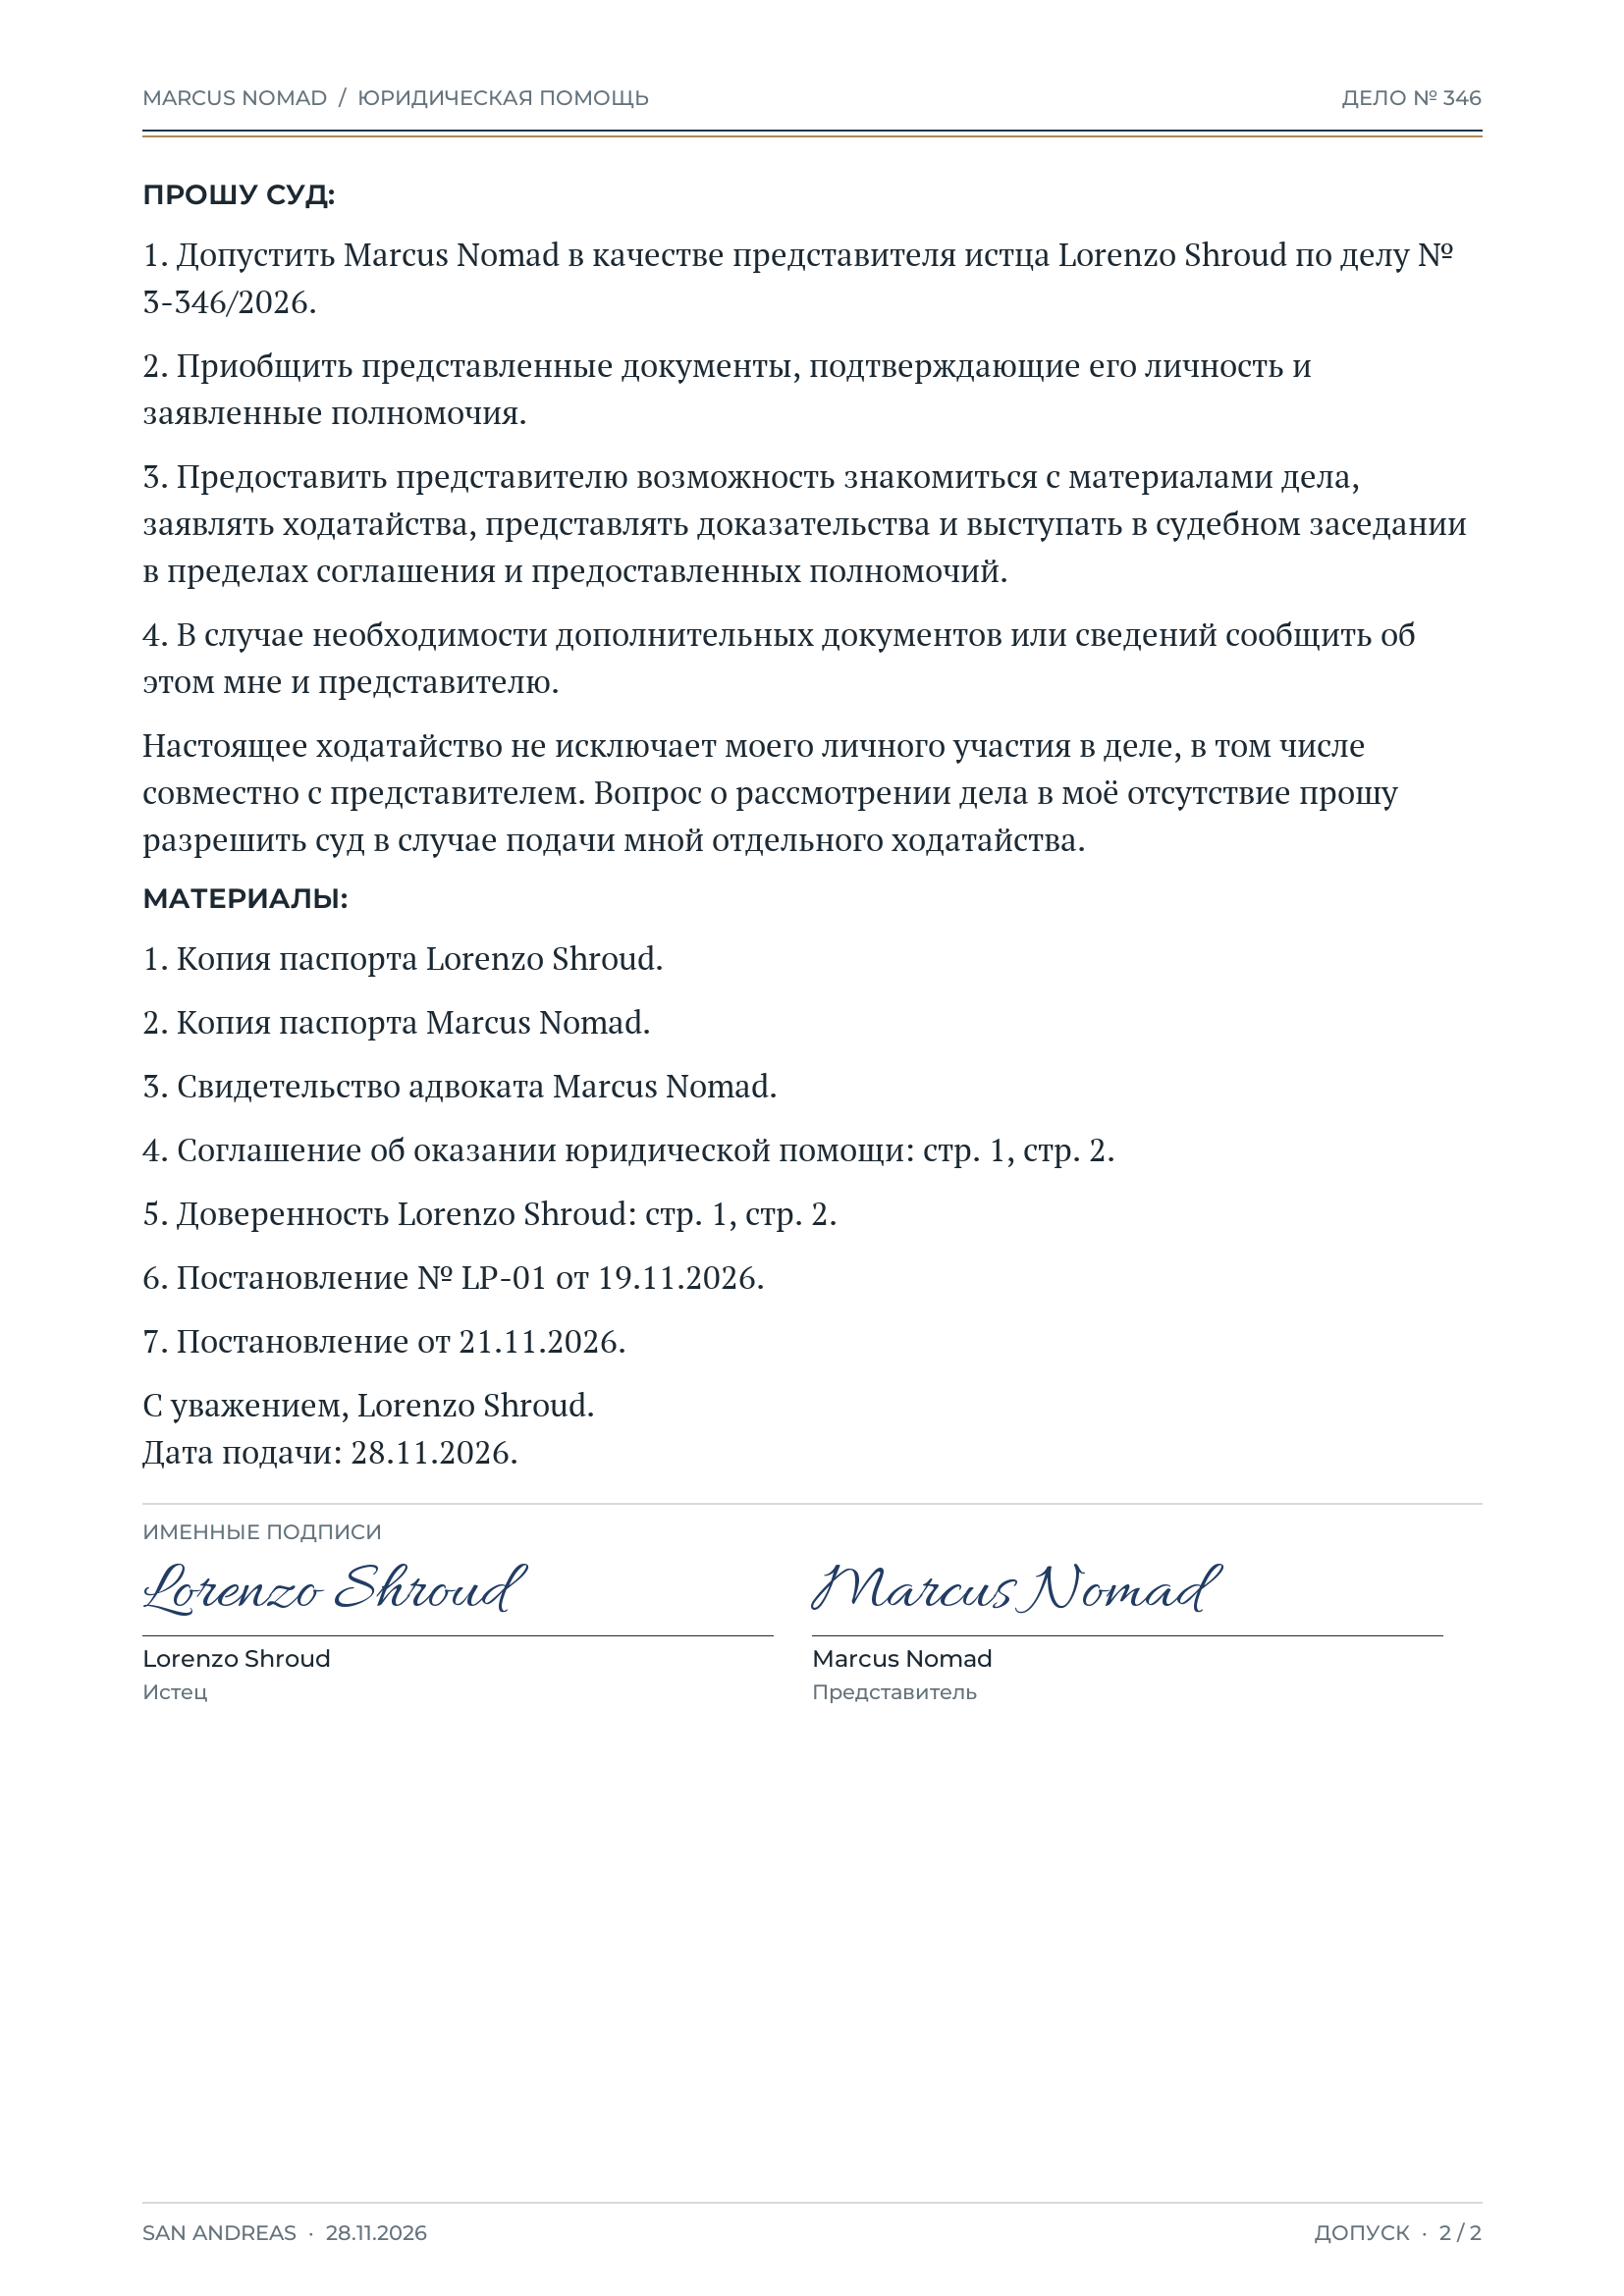 MARCUS NOMAD / ЮРИДИЧЕСКАЯ ПОМОЩЬ
ДЕЛО № 346
ПРОШУ СУД:
1. Допустить Marcus Nomad в качестве представителя истца Lorenzo Shroud по делу №
3-346/2026.
2. Приобщить представленные документы, подтверждающие его личность и
заявленные полномочия.
3. Предоставить представителю возможность знакомиться с материалами дела,
заявлять ходатайства, представлять доказательства и выступать в судебном заседании
в пределах соглашения и предоставленных полномочий.
4. В случае необходимости дополнительных документов или сведений сообщить об
этом мне и представителю.
Настоящее ходатайство не исключает моего личного участия в деле, в том числе
совместно с представителем. Вопрос о рассмотрении дела в моё отсутствие прошу
разрешить суд в случае подачи мной отдельного ходатайства.
МАТЕРИАЛЫ:
1. Копия паспорта Lorenzo Shroud.
2. Копия паспорта Marcus Nomad.
3. Свидетельство адвоката Marcus Nomad.
4. Соглашение об оказании юридической помощи: стр. 1, стр. 2.
5. Доверенность Lorenzo Shroud: стр. 1, стр. 2.
6. Постановление № LP-01 от 19.11.2026.
7. Постановление от 21.11.2026.
С уважением, Lorenzo Shroud.
Дата подачи: 28.11.2026.
ИМЕННЫЕ ПОДПИСИ
Lorenzo Shroud
Marcus Nomad
Lorenzo Shroud
Marcus Nomad
Истец
Представитель
SAN ANDREAS · 28.11.2026
ДОПУСК · 2 / 2